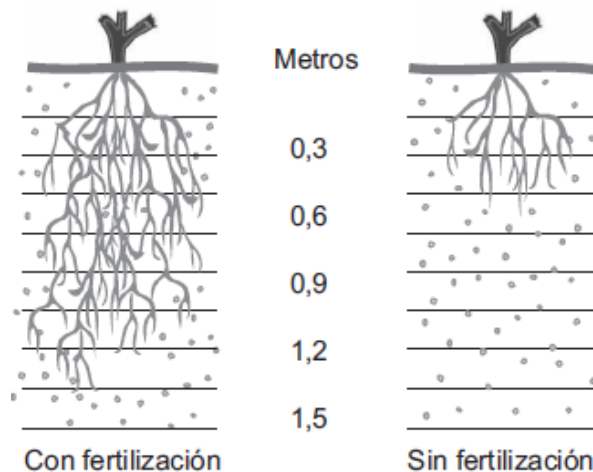 Metros
0,3
0,6
0,9
1,2
1,5
Con fertilización
Sin fertilización